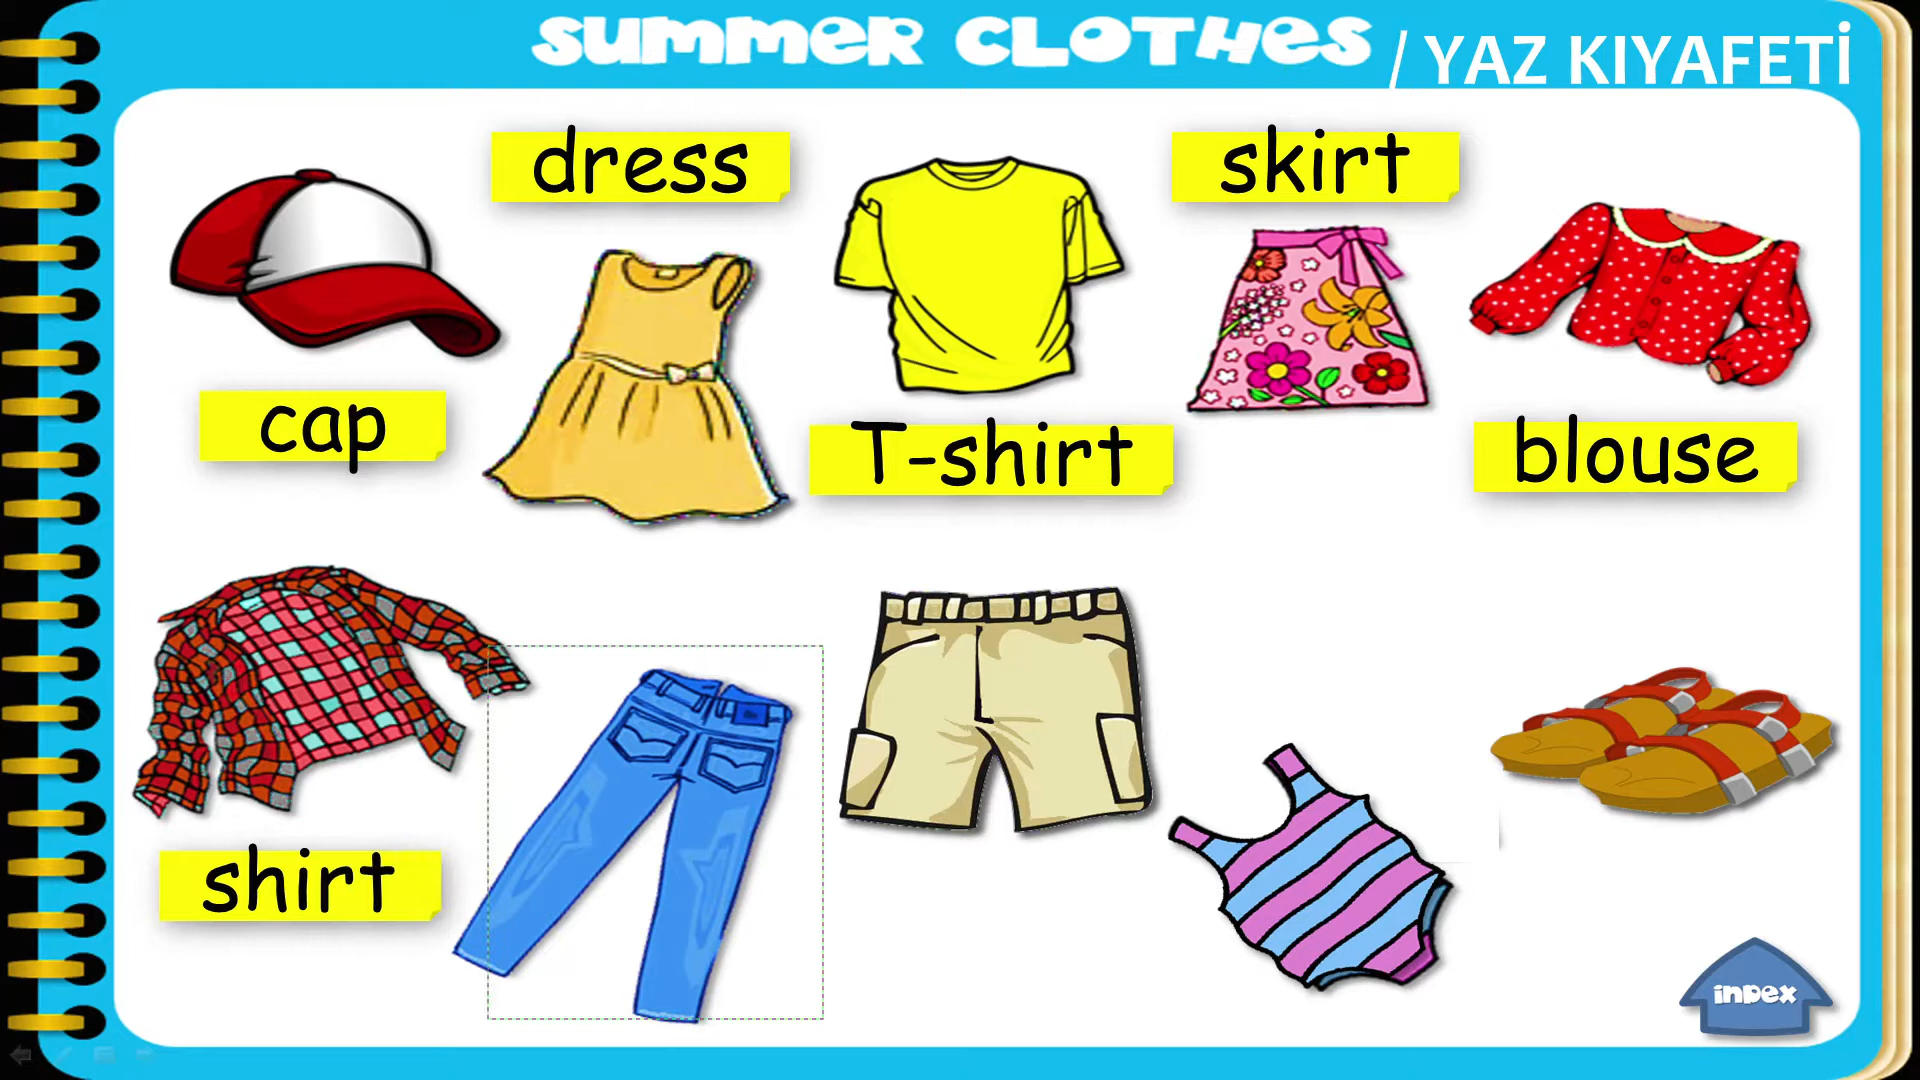 SUMMER CLOTHES / YAZ KIYAFETİ
dress
skirt
cap
T-shirt
blouse
shirt
INDEX